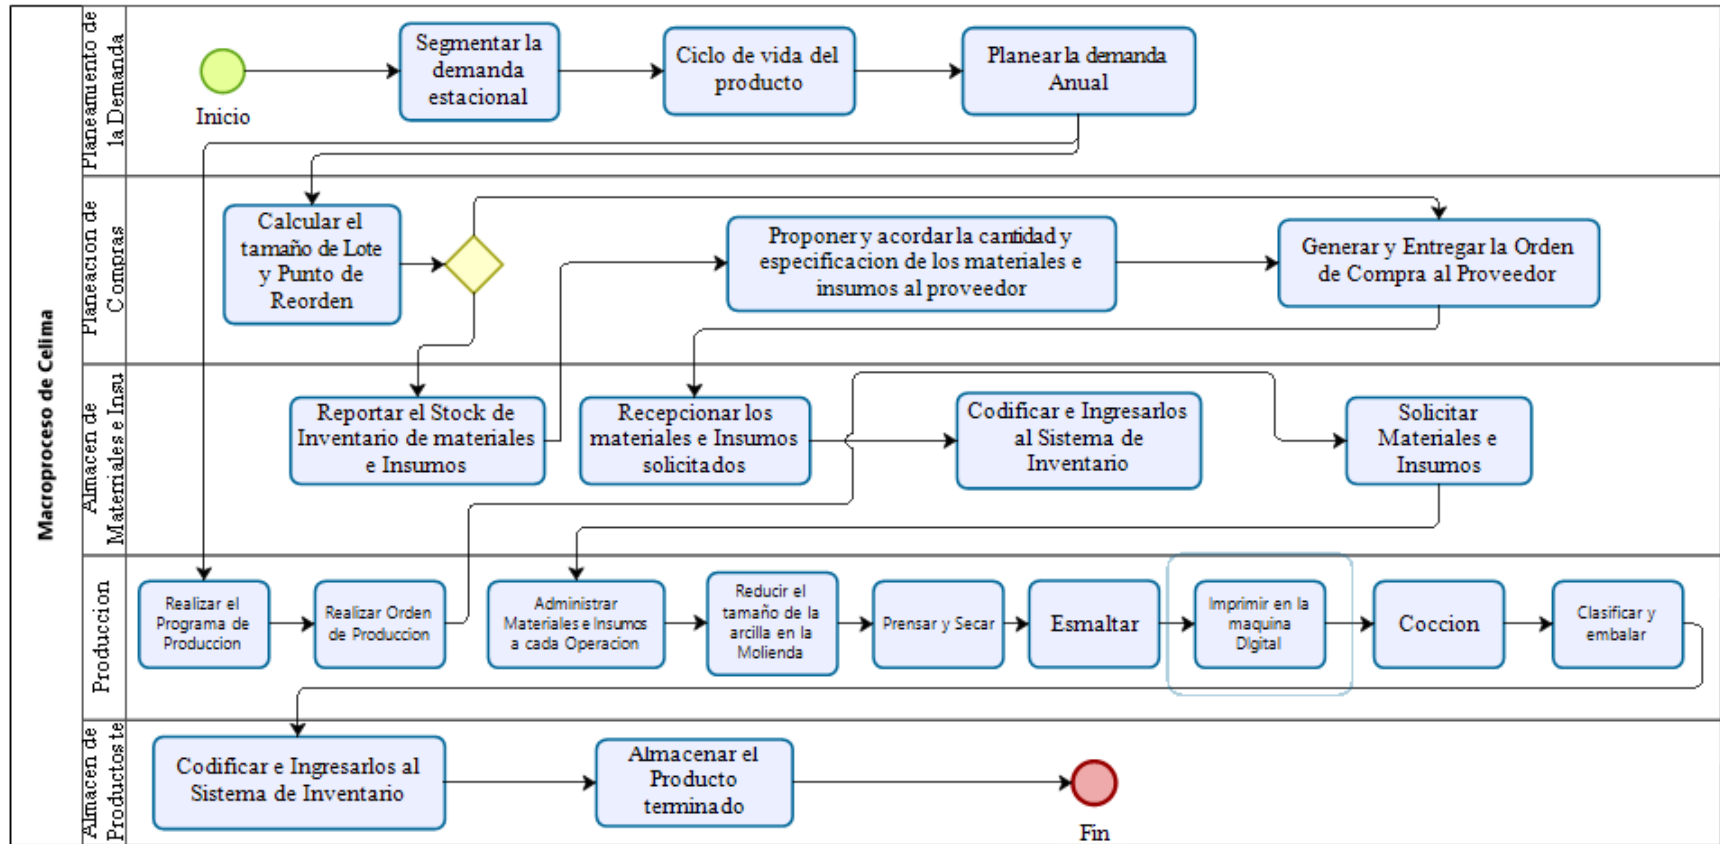 Macroproceso de Celima
Planeamento de
la Demanda
Inicio
Segmentar la
demanda
estacional
Ciclo de vida del
producto
Planear la demanda
Anual
Planeacion de
Compras
Calcular el
tamaño de Lote
y Punto de
Reorden
Proponer y acordar la cantidad y
especificacion de los materiales e
insumos al proveedor
Generar y Entregar la Orden
de Compra al Proveedor
Almacen de
Materriales e Insu
Reportar el Stock de
Inventario de materiales
e Insumos
Recepcionar los
materiales e Insumos
solicitados
Codificar e Ingresarlos
al Sistema de
Inventario
Solicitar
Materiales e
Insumos
Produccion
Realizar el
Programa de
Produccion
Realizar Orden
de Produccion
Administrar
Materiales e Insumos
a cada Operacion
Reducir el
tamaño de la
arcilla en la
Molienda
Prensar y Secar
Esmaltar
Imprimir en la
maquina
DIgital
Coccion
Clasificar y
embalar
Almacen de
Productos te
Codificar e Ingresarlos al
Sistema de Inventario
Almacenar el
Producto
terminado
Fin